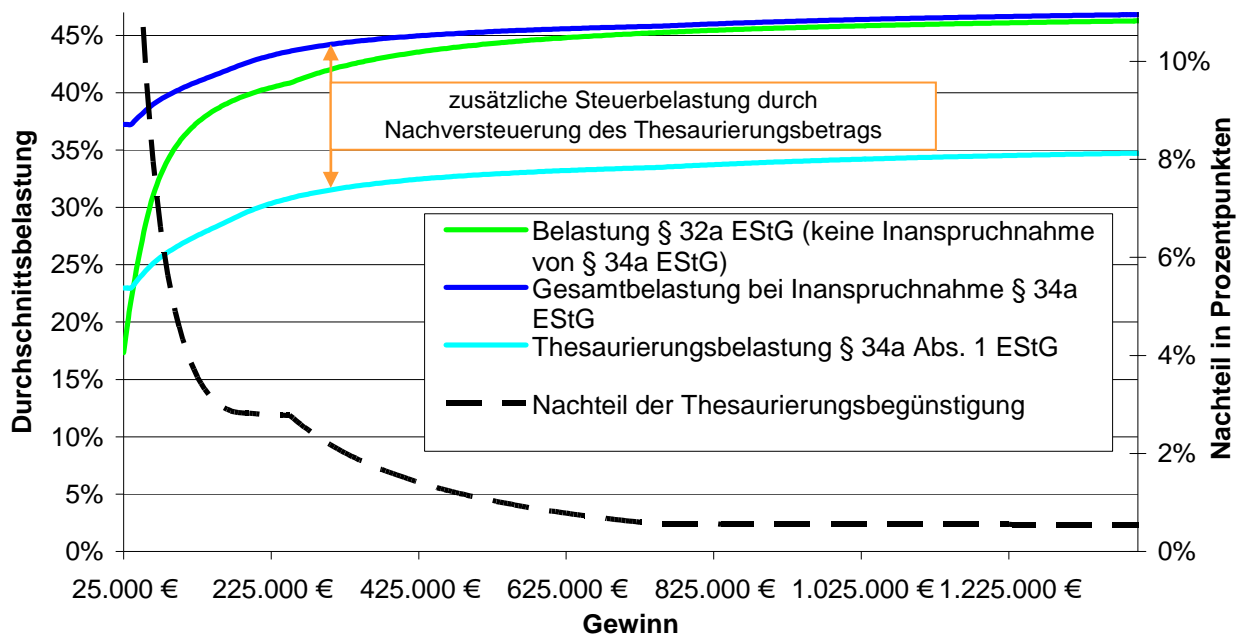 45%
40%
35%
30%
25%
20%
15%
10%
5%
0%
Durchschnittsbelastung
10%
8%
6%
4%
2%
0%
Nachteil in Prozentpunkten
zusätzliche Steuerbelastung durch
Nachversteuerung des Thesaurierungsbetrags
Belastung § 32a EStG (keine Inanspruchnahme
von § 34a EStG)
Gesamtbelastung bei Inanspruchnahme § 34a
EStG
Thesaurierungsbelastung § 34a Abs. 1 EStG
Nachteil der Thesaurierungsbegünstigung
25.000 € 225.000 € 425.000 € 625.000 € 825.000 € 1.025.000 € 1.225.000 €
Gewinn